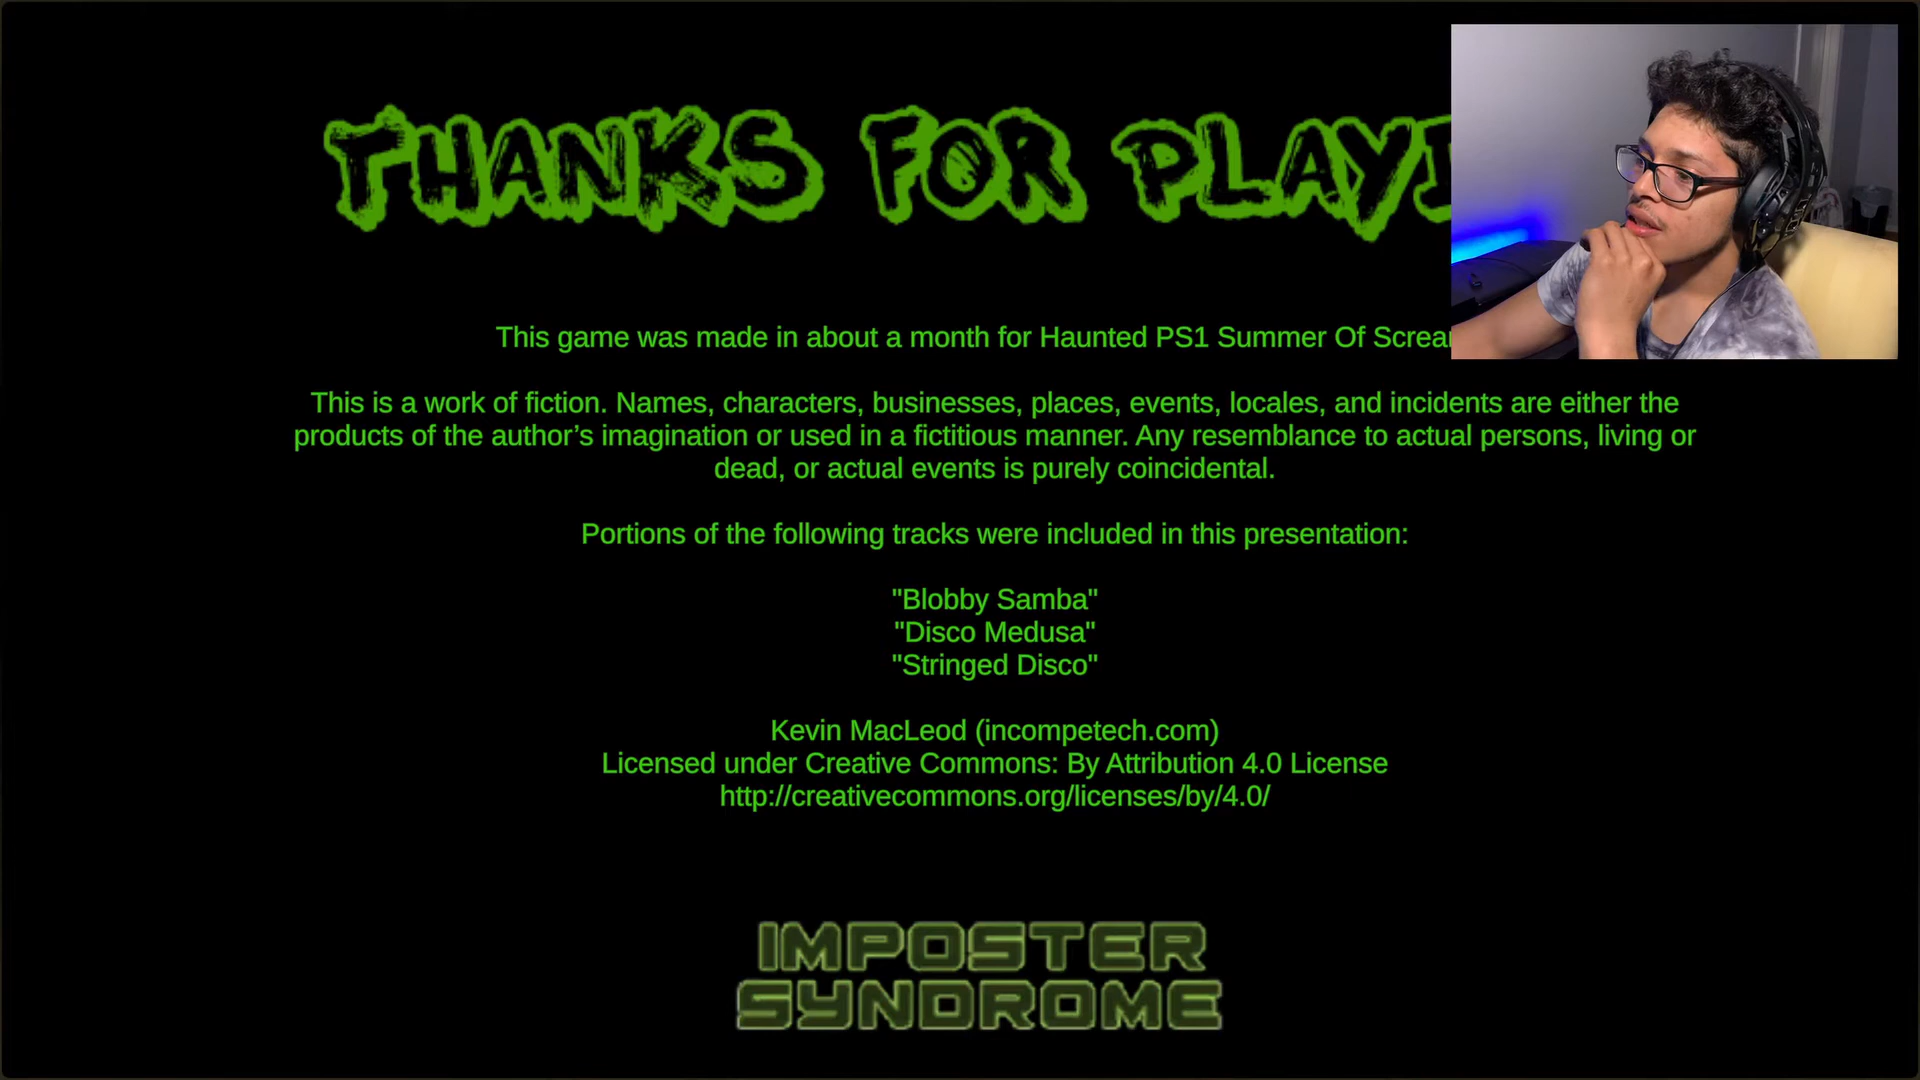 THANKS FOR
This game was made in about a month for Haunted PS1 Summer Of
This is a work of fiction. Names, characters, businesses, places, events, locales, and incidents are either the
products of the author’s imagination or used in a fictitious manner. Any resemblance to actual persons, living or
dead, or actual events is purely coincidental.
Portions of the following tracks were included in this presentation:
"Blobby Samba"
"Disco Medusa"
"Stringed Disco"
Kevin MacLeod (incompetech.com)
Licensed under Creative Commons: By Attribution 4.0 License
http://creativecommons.org/licenses/by/4.0/
IMPOSTER
SYNDROME